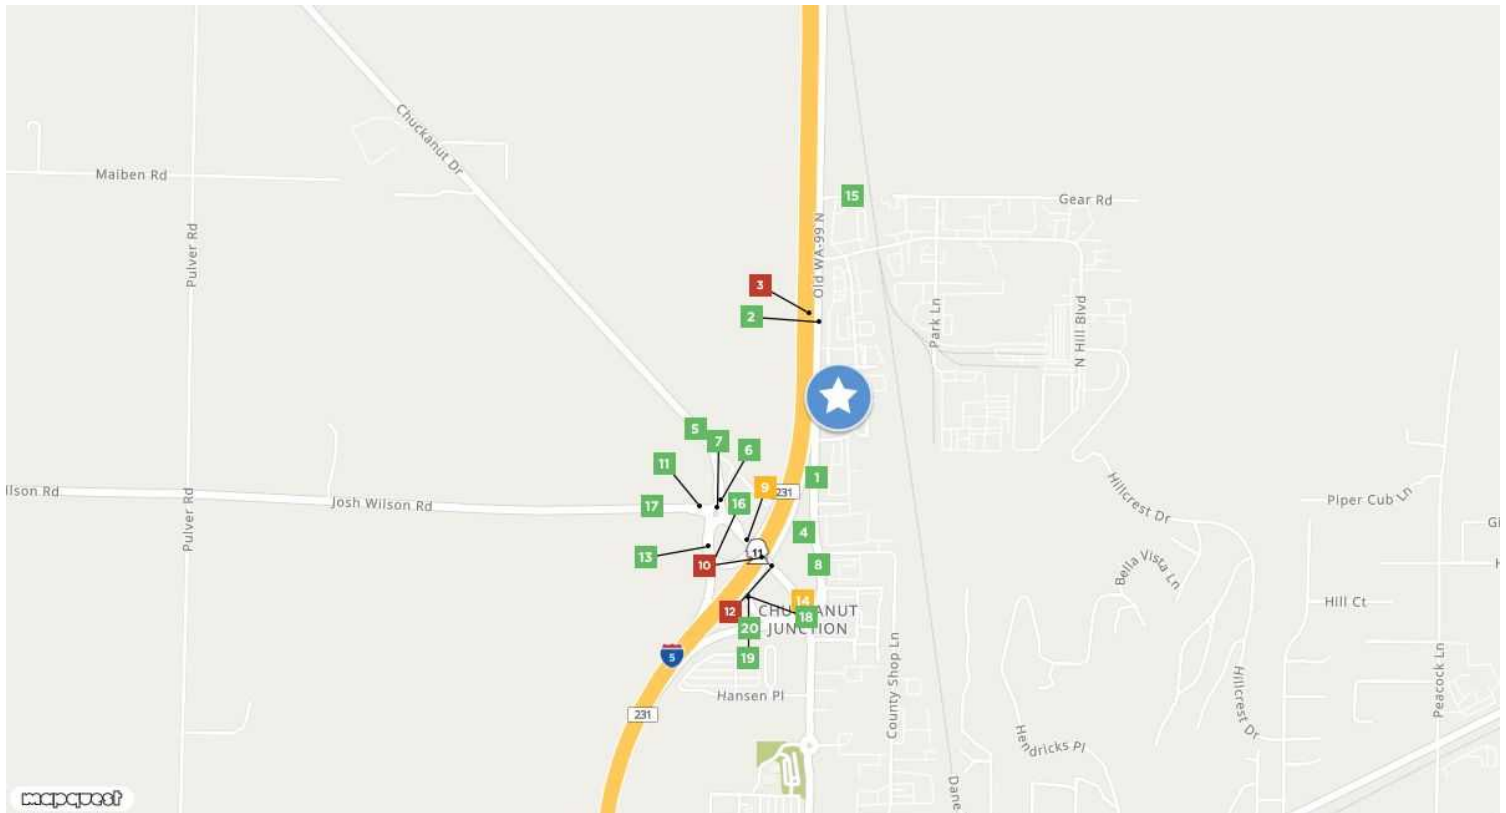 Chuckanut Dr
Maiben Rd
Pulver Rd
15
Gear Rd
Old WA-99 N
3
2
Park Ln
N Hill Blvd
5
7
6
11
9
231
1
16
17
Josh Wilson Rd
ilson Rd
Pulver Rd
Hillcrest Dr
Piper Cub Ln
4
13
11
10
8
Bella Vista Ln
14
12
18
CHUCKANUT
JUNCTION
20
19
Hill Ct
5
County Shop Ln
Hansen Pl
231
Hendricks Pl
Hillcrest Dr
Peacock Ln
Dane
mapquest